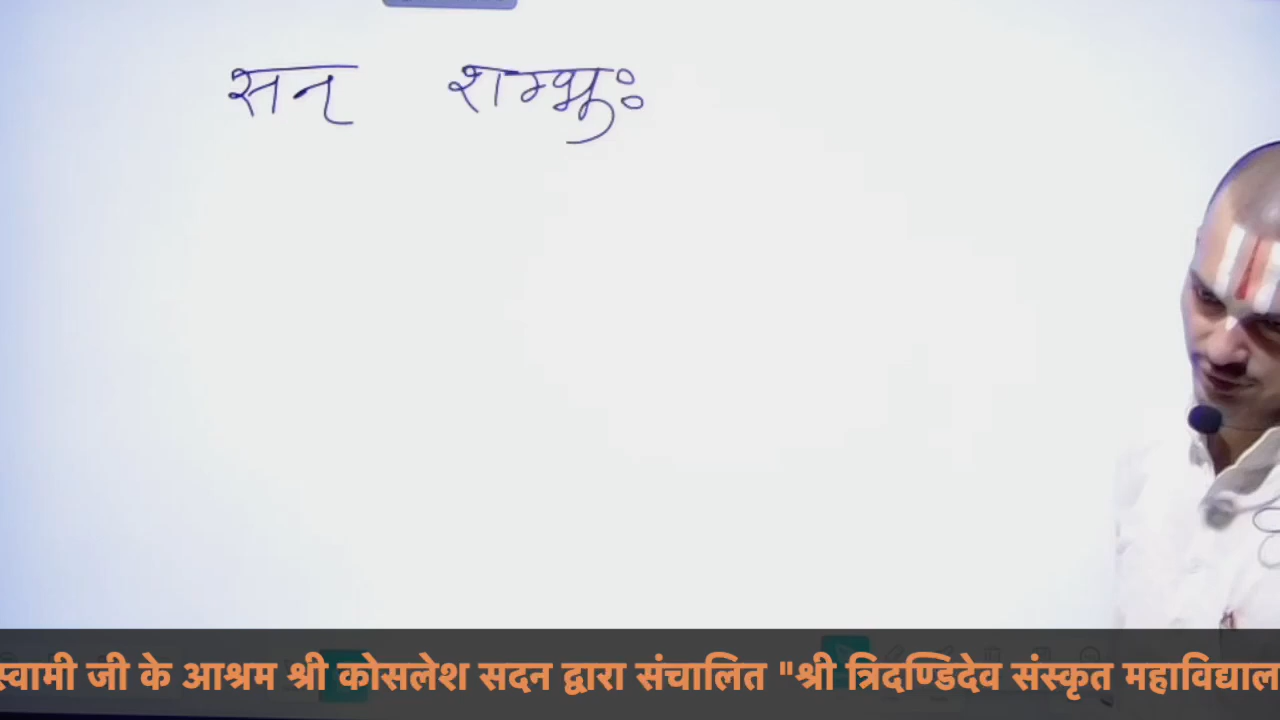 सन् शम्भुः
स्वामी जी के आश्रम श्री कोसलेश सदन द्वारा संचालित "श्री त्रिदण्डिदेव संस्कृत महाविद्याल